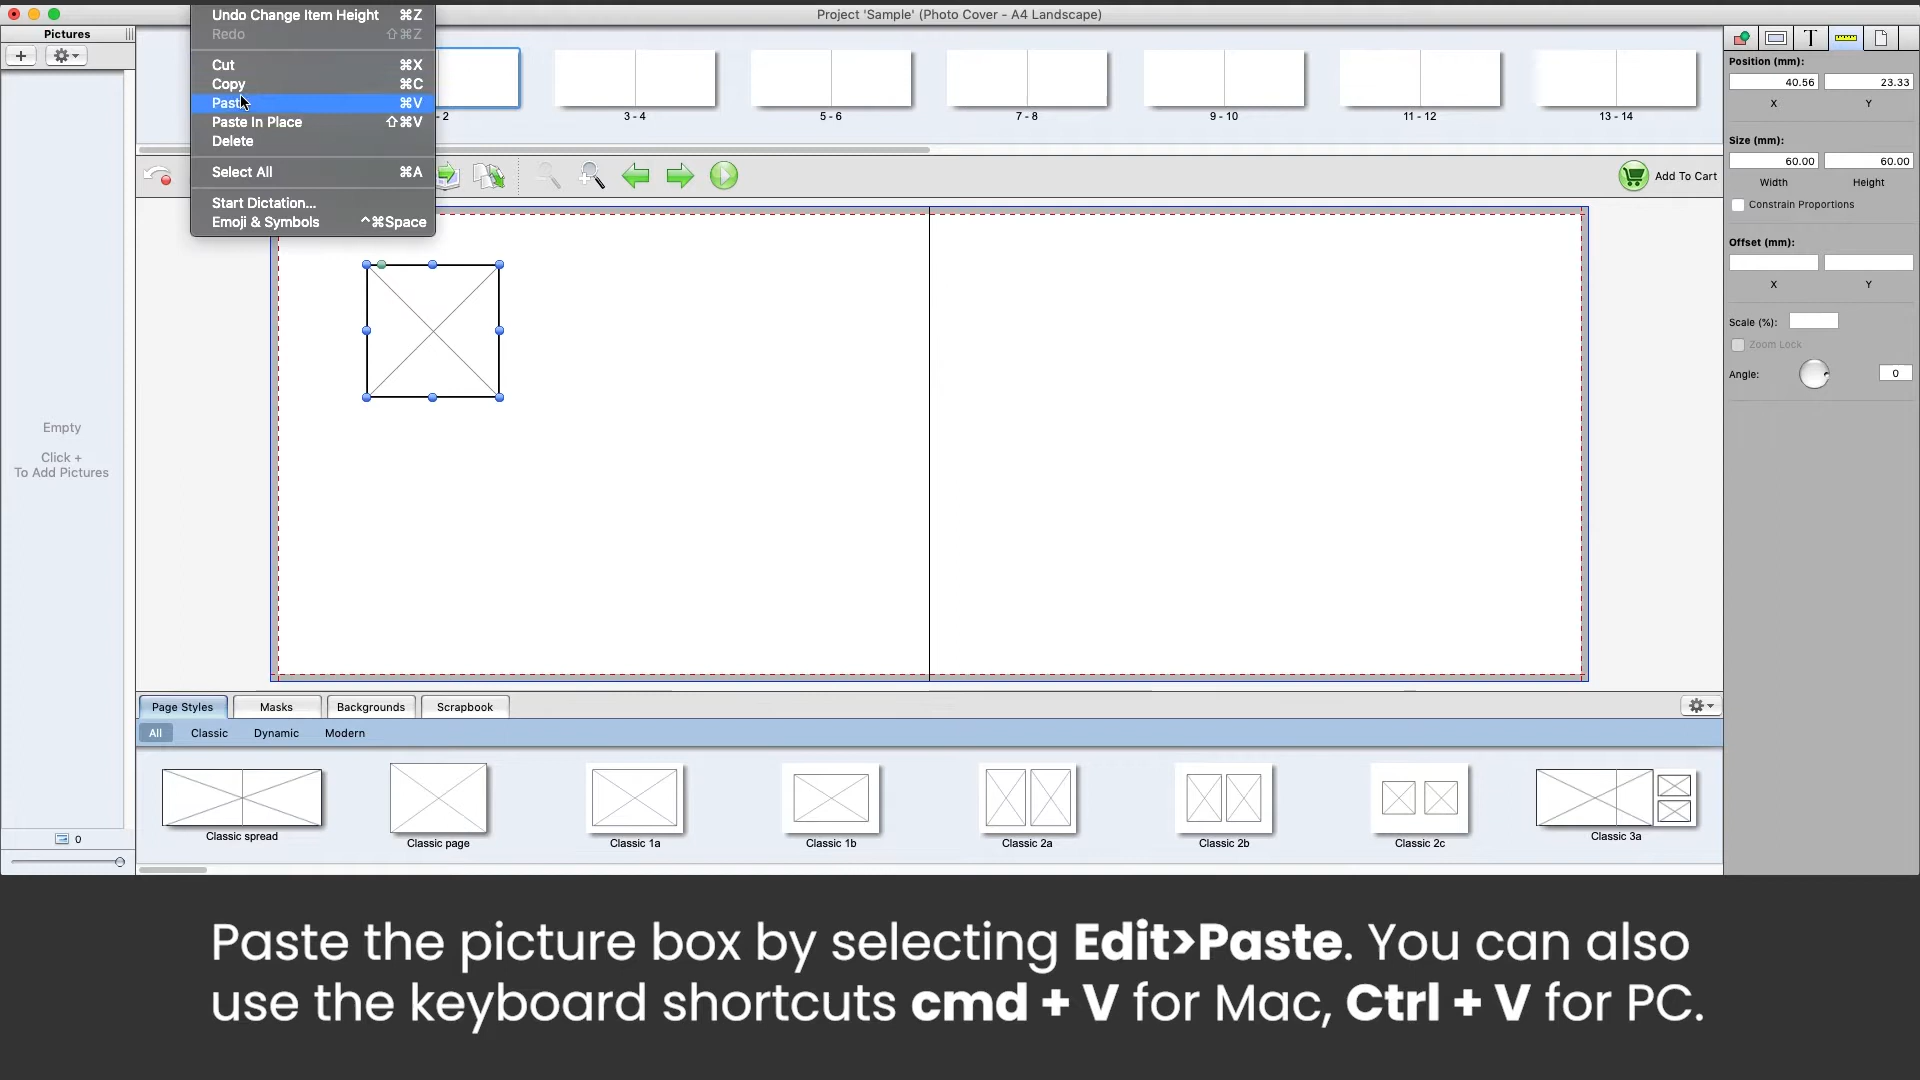 Undo Change Item Height ⌘Z
Project 'Sample' (Photo Cover - A4 Landscape)
Redo ⇧⌘Z
Pictures
Cut ⌘X
Copy ⌘C
Paste ⌘V
Paste In Place ⇧⌘V
Delete
Select All ⌘A
Start Dictation...
Emoji & Symbols ^⌘Space
- 2
3 - 4
5 - 6
7 - 8
9 - 10
11 - 12
13 - 14
Add To Cart
Position (mm):
40.56 23.33
X Y
Size (mm):
60.00 60.00
Width Height
Constrain Proportions
Offset (mm):
X Y
Scale (%):
Zoom Lock
Angle: 0
Empty
Click +
To Add Pictures
0
Page Styles Masks Backgrounds Scrapbook
All Classic Dynamic Modern
Classic spread
Classic page
Classic 1a
Classic 1b
Classic 2a
Classic 2b
Classic 2c
Classic 3a
Paste the picture box by selecting Edit>Paste. You can also
use the keyboard shortcuts cmd + V for Mac, Ctrl + V for PC.